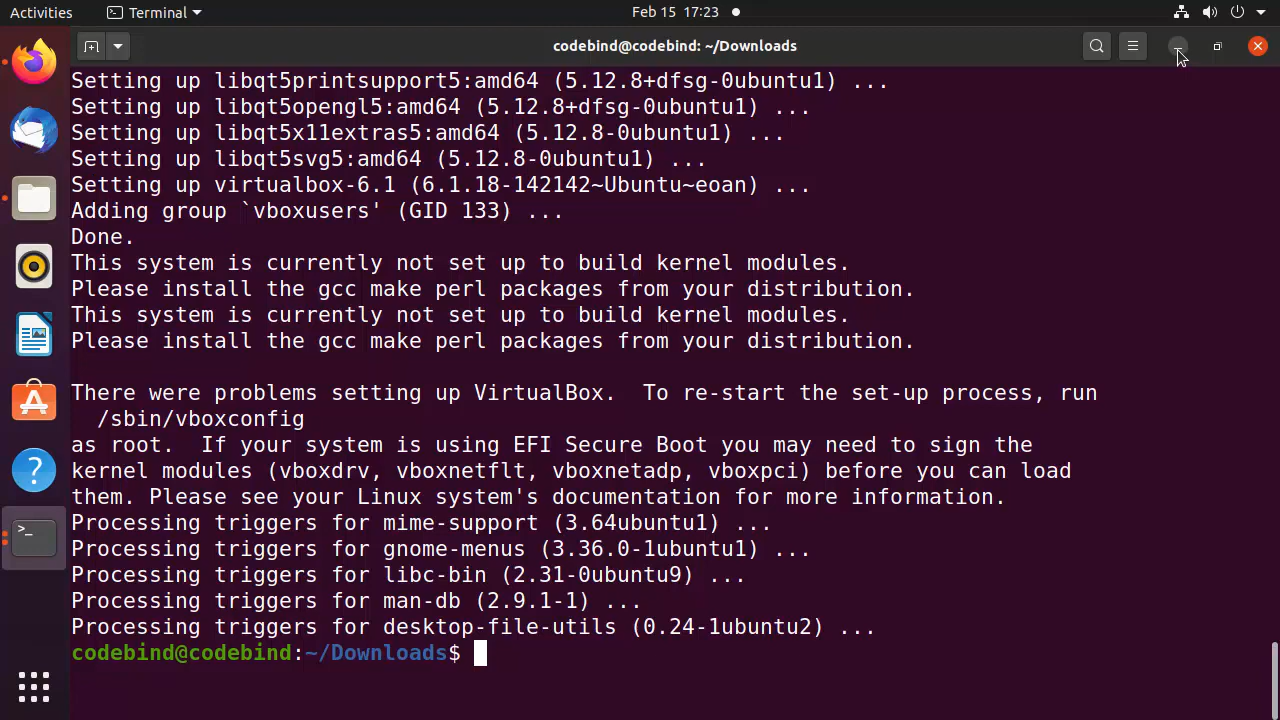 Activities Terminal Feb 15 17:23
codebind@codebind: ~/Downloads
Setting up libqt5printsupport5:amd64 (5.12.8+dfsg-0ubuntu1) ...
Setting up libqt5opengl5:amd64 (5.12.8+dfsg-0ubuntu1) ...
Setting up libqt5x11extras5:amd64 (5.12.8-0ubuntu1) ...
Setting up libqt5svg5:amd64 (5.12.8-0ubuntu1) ...
Setting up virtualbox-6.1 (6.1.18-142142~Ubuntu~eoan) ...
Adding group `vboxusers' (GID 133) ...
Done.
This system is currently not set up to build kernel modules.
Please install the gcc make perl packages from your distribution.
This system is currently not set up to build kernel modules.
Please install the gcc make perl packages from your distribution.
There were problems setting up VirtualBox.  To re-start the set-up process, run
  /sbin/vboxconfig
as root.  If your system is using EFI Secure Boot you may need to sign the
kernel modules (vboxdrv, vboxnetflt, vboxnetadp, vboxpci) before you can load
them. Please see your Linux system's documentation for more information.
Processing triggers for mime-support (3.64ubuntu1) ...
Processing triggers for gnome-menus (3.36.0-1ubuntu1) ...
Processing triggers for libc-bin (2.31-0ubuntu9) ...
Processing triggers for man-db (2.9.1-1) ...
Processing triggers for desktop-file-utils (0.24-1ubuntu2) ...
codebind@codebind:~/Downloads$